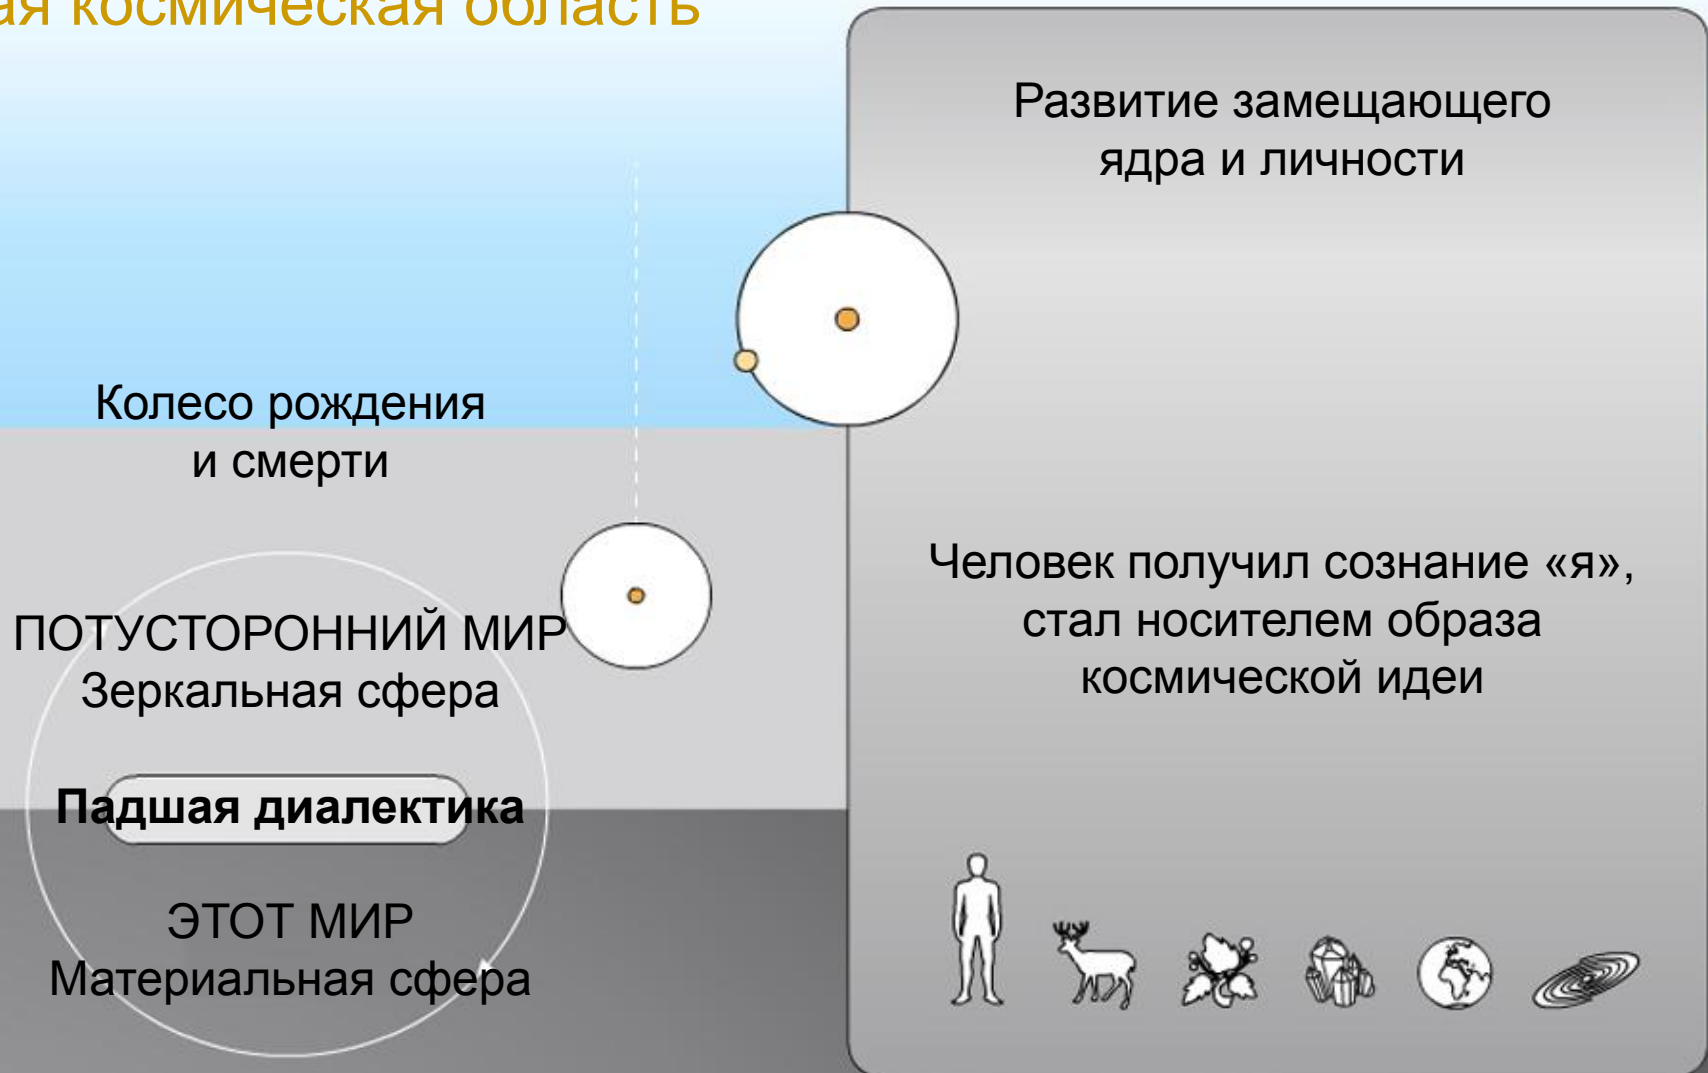 космическая область
Развитие замещающего
ядра и личности
Колесо рождения
и смерти
Человек получил сознание «я»,
стал носителем образа
космической идеи
ПОТУСТОРОННИЙ МИР
Зеркальная сфера
Падшая диалектика
ЭТОТ МИР
Материальная сфера